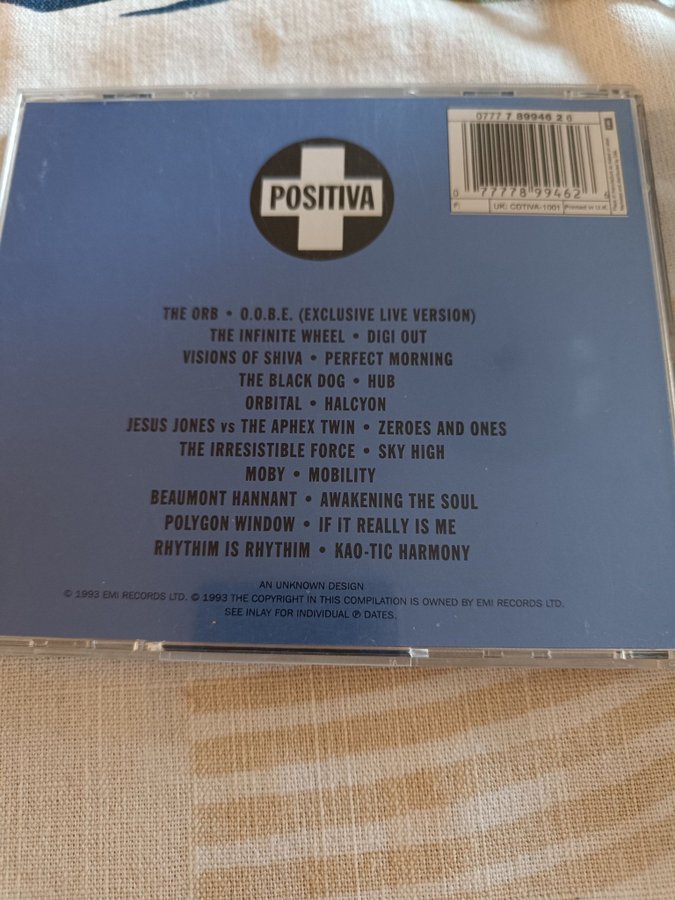 0777 7 89946 2 0
0 77778 99462
UK: CDTIVA-1001 Printed in U.K.
POSITIVA
THE ORB • O.O.B.E. (EXCLUSIVE LIVE VERSION)
THE INFINITE WHEEL • DIGI OUT
VISIONS OF SHIVA • PERFECT MORNING
THE BLACK DOG • HUB
ORBITAL • HALCYON
JESUS JONES VS THE APHEX TWIN • ZEROES AND ONES
THE IRRESISTIBLE FORCE • SKY HIGH
MOBY • MOBILITY
BEAUMONT HANNANT • AWAKENING THE SOUL
POLYGON WINDOW • IF IT REALLY IS ME
RHYTHIM IS RHYTHIM • KAO-TIC HARMONY
AN UNKNOWN DESIGN
© 1993 EMI RECORDS LTD. © 1993 THE COPYRIGHT IN THIS COMPILATION IS OWNED BY EMI RECORDS LTD.
SEE INLAY FOR INDIVIDUAL ℗ DATES.